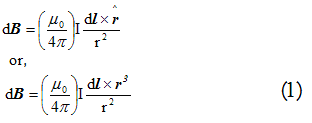 dB = (μ₀/4π) I (dl × r̂)/r²
or,
dB = (μ₀/4π) I (dl × r³)/r² (1)